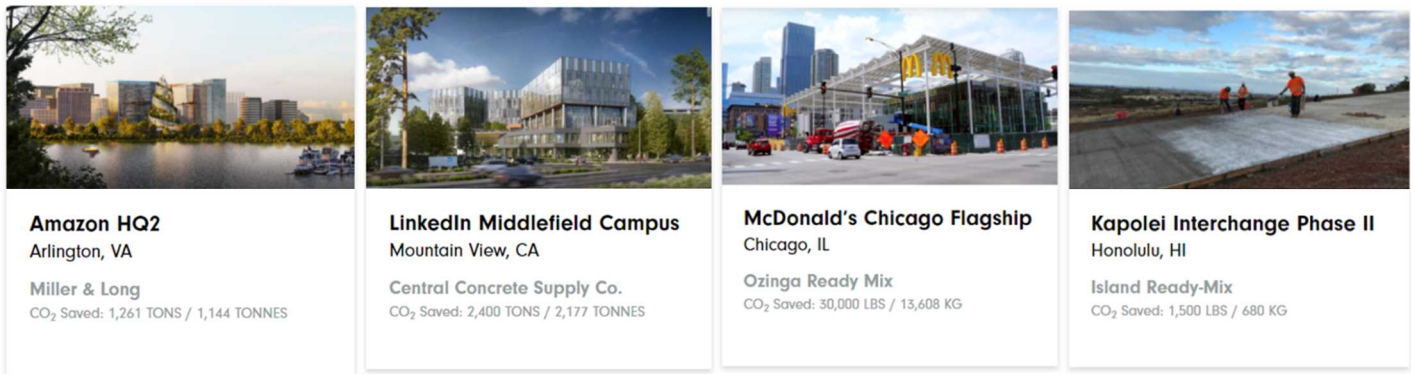 Amazon HQ2
Arlington, VA
Miller & Long
CO₂ Saved: 1,261 TONS / 1,144 TONNES
LinkedIn Middlefield Campus
Mountain View, CA
Central Concrete Supply Co.
CO₂ Saved: 2,400 TONS / 2,177 TONNES
McDonald's Chicago Flagship
Chicago, IL
Ozinga Ready Mix
CO₂ Saved: 30,000 LBS / 13,608 KG
Kapolei Interchange Phase II
Honolulu, HI
Island Ready-Mix
CO₂ Saved: 1,500 LBS / 680 KG